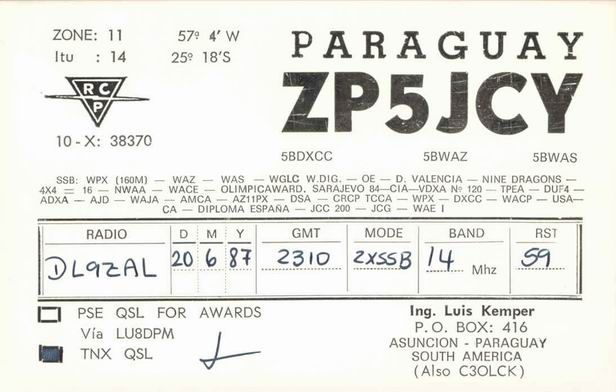 ZONE: 11 57º 4' W
Itu : 14 25º 18'S
PARAGUAY
ZP5JCY
RCP
10-X: 38370
5BDXCC 5BWAZ 5BWAS
SSB: WPX (160M) — WAZ — WAS — WGLC W.DIG. — OE — D. VALENCIA — NINE DRAGONS —
4X4 = 16 — NWAA — WACE — OLIMPICAWARD. SARAJEVO 84—CIA—VDXA Nº 120 — TPEA — DUF4 —
ADXA — AJD — WAJA — AMCA — AZ11PX — DSA — CRCP TCCA — WPX — DXCC — WACP — USA—
CA — DIPLOMA ESPAÑA — JCC 200 — JCG — WAE I
RADIO D M Y GMT MODE BAND RST
DL9ZAL 20 6 87 2310 2XSSB 14 Mhz 59
PSE QSL FOR AWARDS
Vía LU8DPM
TNX QSL
Ing. Luis Kemper
P.O. BOX: 416
ASUNCION - PARAGUAY
SOUTH AMERICA
(Also C3OLCK)